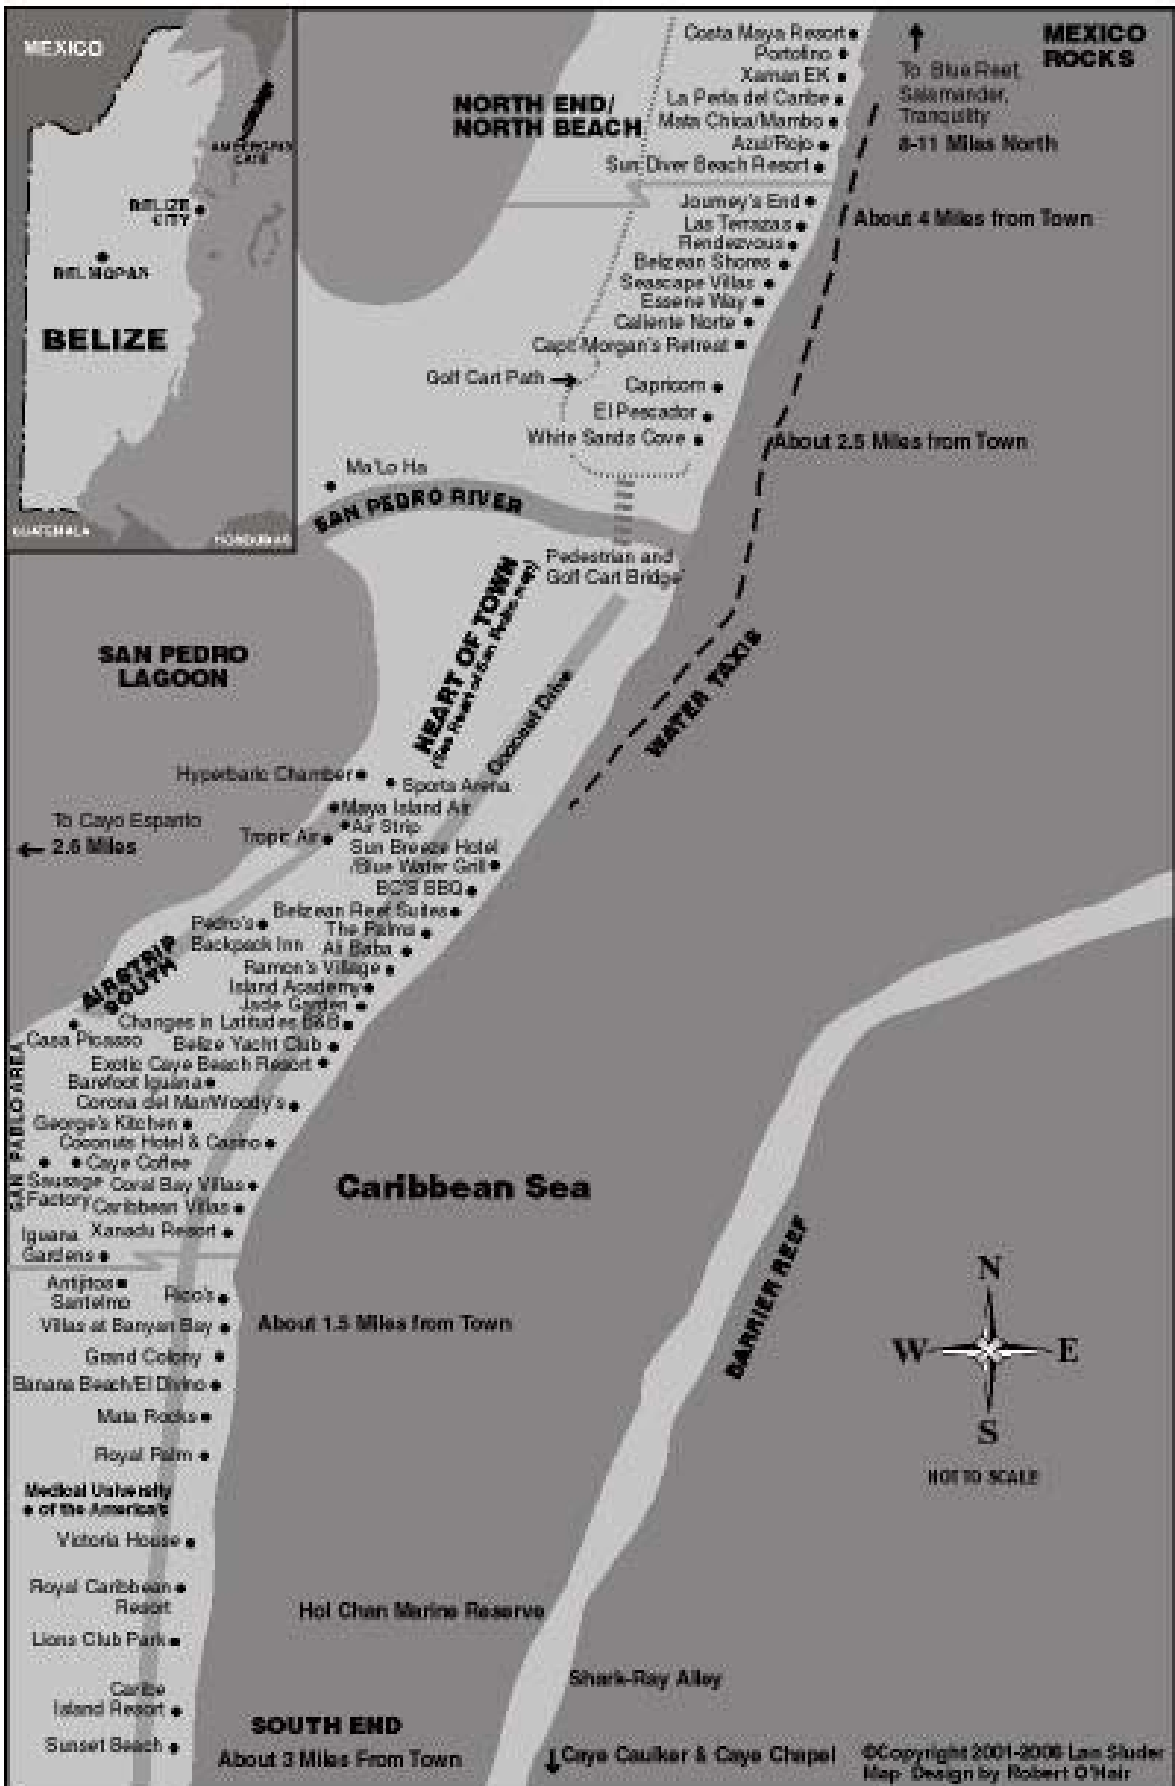 MEXICO
AMBERGRIS
CAYE
BELIZE
CITY
BELMOPAN
BELIZE
GUATEMALA
HONDURAS
NORTH END/
NORTH BEACH
Costa Maya Resort
Portofino
Xaman EK
La Perla del Caribe
Mata Chica/Mambo
Azul/Rojo
Sun Diver Beach Resort
MEXICO
ROCKS
To Blue Reef,
Salamander,
Tranquility
8-11 Miles North
Journey's End
Las Terrazas
Rendezvous
Belizean Shores
Seascape Villas
Essene Way
Caliente Norte
Capt Morgan's Retreat
About 4 Miles from Town
Golf Cart Path
Capricorn
El Pescador
White Sands Cove
About 2.5 Miles from Town
Ma'Lo Ha
SAN PEDRO RIVER
Pedestrian and
Golf Cart Bridge
HEART OF TOWN
(See Heart of San Pedro map)
Coconut Drive
WATER TAXIS
SAN PEDRO
LAGOON
Hyperbaric Chamber
Sports Arena
Maya Island Air
Air Strip
Tropic Air
To Cayo Espanto
2.6 Miles
Sun Breeze Hotel
/Blue Water Grill
BC'S BBQ
Belizean Reef Suites
Pedro's
Backpack Inn
The Palms
Ali Baba
Ramon's Village
Island Academy
Jade Garden
AIRSTRIP
SOUTH
Changes in Latitudes B&B
Casa Picasso
Belize Yacht Club
Exotic Caye Beach Resort
Barefoot Iguana
Corona del Mar/Woody's
George's Kitchen
Coconuts Hotel & Casino
Caye Coffee
SAN PABLO AREA
Sausage
Factory
Coral Bay Villas
Caribbean Villas
Iguana
Gardens
Xanadu Resort
Antijitos
Santelmo
Rico's
Villas at Banyan Bay
About 1.5 Miles from Town
Grand Colony
Banana Beach/El Divino
Mata Rocks
Royal Palm
Medical University
of the America's
Victoria House
Royal Caribbean
Resort
Lions Club Park
Caribe
Island Resort
Sunset Beach
Caribbean Sea
BARRIER REEF
N
W
E
S
NOT TO SCALE
Hol Chan Marine Reserve
Shark-Ray Alley
SOUTH END
About 3 Miles From Town
Caye Caulker & Caye Chapel
©Copyright 2001-2006 Lan Sluder
Map Design by Robert O'Hair